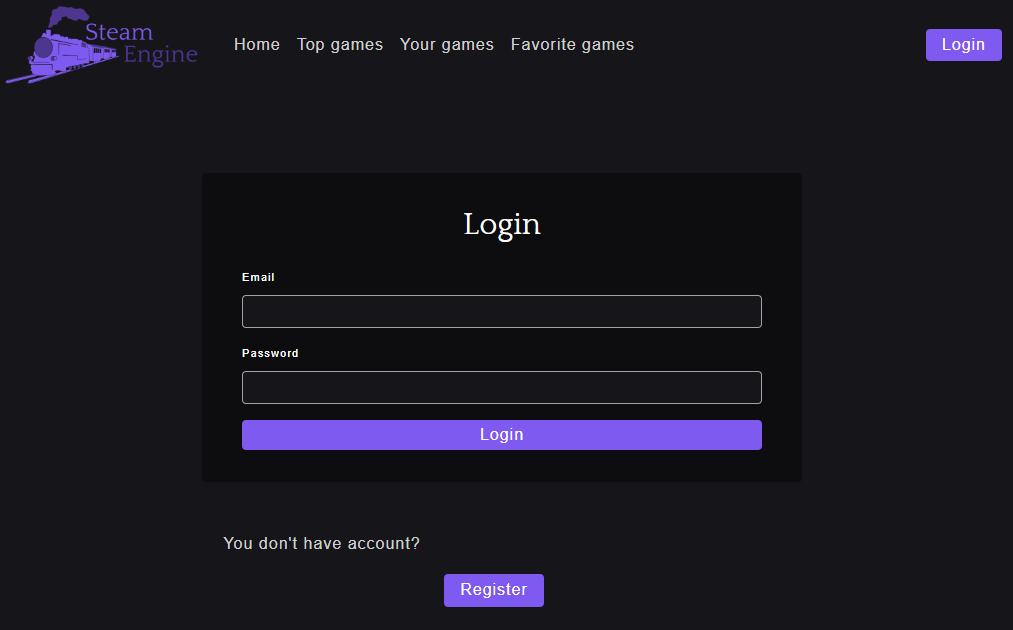 Steam
Engine
Home Top games Your games Favorite games Login
Login
Email
Password
Login
You don't have account?
Register